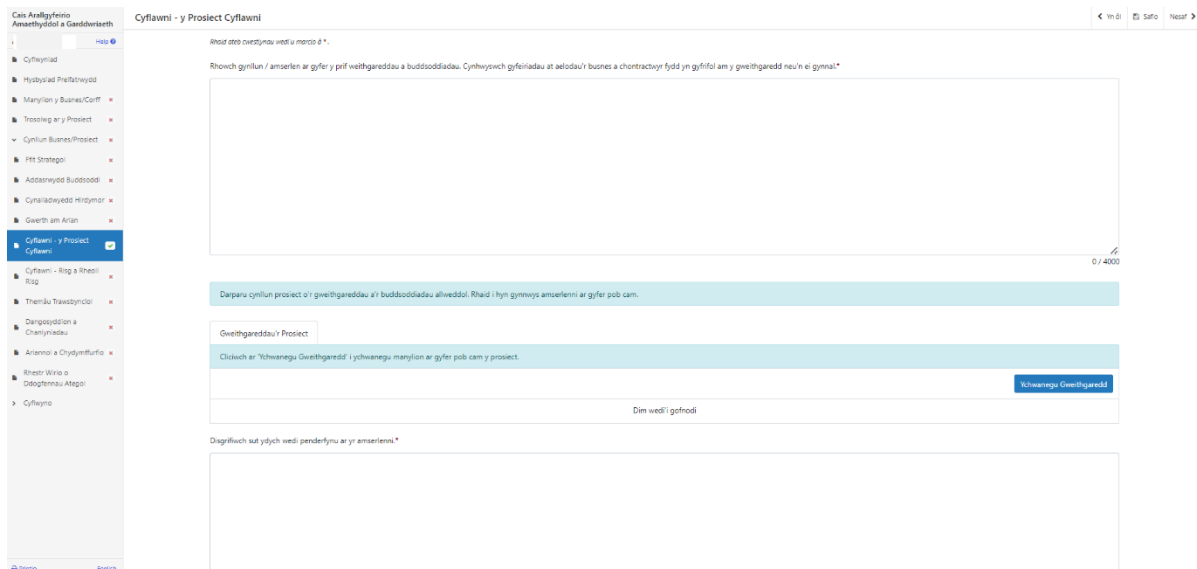 Cais Arallgyfeirio
Amaethyddol a Garddwriaeth
Help
Cyflwyniad
Hysbysiad Preifatrwydd
Manylion y Busnes/Corff
Trosolwg ar y Prosiect
Cynllun Busnes/Prosiect
Ffit Strategol
Addasrwydd Buddsoddi
Cynaliadwyedd Hirdymor
Gwerth am Arian
Cyflawni - y Prosiect
Cyflawni
Cyflawni - Risg a Rheoli
Risg
Themâu Trawsbynciol
Dangosyddion a
Chanlyniadau
Ariannol a Chydymffurfio
Rhestr Wirio o
Ddogfennau Ategol
Cyflwyno
Printio
English
Cyflawni - y Prosiect Cyflawni
Yn ôl
Safio
Nesaf
Rhaid ateb cwestiynau wedi'u marcio â * .
Rhowch gynllun / amserlen ar gyfer y prif weithgareddau a buddsoddiadau. Cynhwyswch gyfeiriadau at aelodau'r busnes a chontractwyr fydd yn gyfrifol am y gweithgaredd neu'n ei gynnal.*
0 / 4000
Darparu cynllun prosiect o'r gweithgareddau a'r buddsoddiadau allweddol. Rhaid i hyn gynnwys amserlenni ar gyfer pob cam.
Gweithgareddau'r Prosiect
Cliciwch ar 'Ychwanegu Gweithgaredd' i ychwanegu manylion ar gyfer pob cam y prosiect.
Ychwanegu Gweithgaredd
Dim wedi'i gofnodi
Disgrifiwch sut ydych wedi penderfynu ar yr amserlenni.*